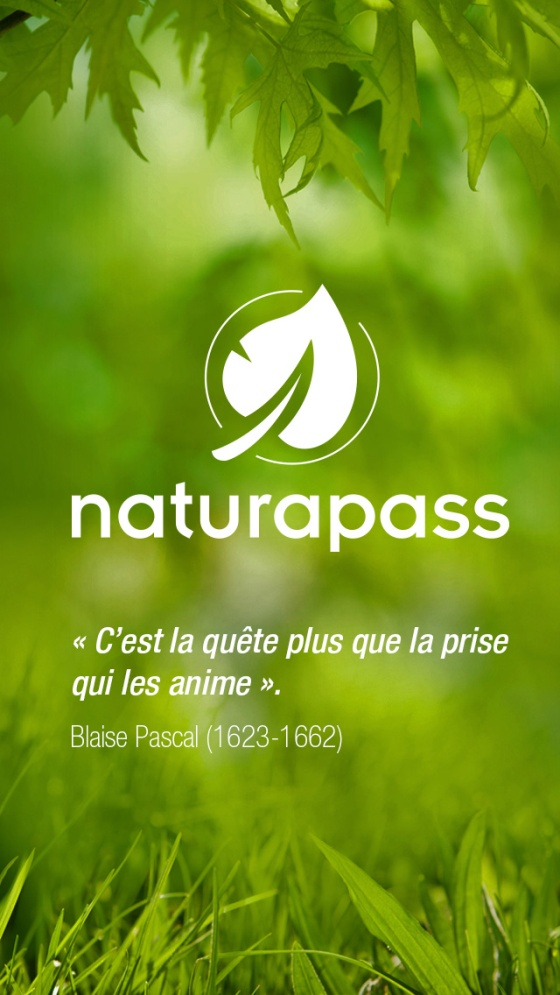 naturapass
« C’est la quête plus que la prise
qui les anime ».
Blaise Pascal (1623-1662)